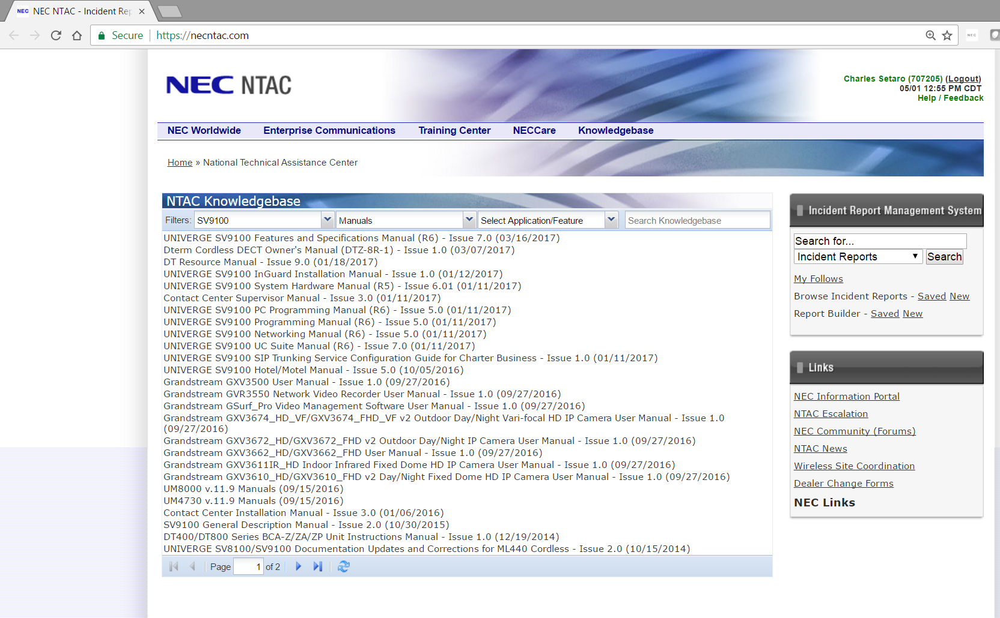 NEC NEC NTAC - Incident Rep
Secure https://necntac.com
NEC
NEC NTAC
Charles Setaro (707205) (Logout)
05/01 12:55 PM CDT
Help / Feedback
NEC Worldwide Enterprise Communications Training Center NECCare Knowledgebase
Home » National Technical Assistance Center
NTAC Knowledgebase
Filters: SV9100 Manuals Select Application/Feature Search Knowledgebase
UNIVERGE SV9100 Features and Specifications Manual (R6) - Issue 7.0 (03/16/2017)
Dterm Cordless DECT Owner's Manual (DTZ-8R-1) - Issue 1.0 (03/07/2017)
DT Resource Manual - Issue 9.0 (01/18/2017)
UNIVERGE SV9100 InGuard Installation Manual - Issue 1.0 (01/12/2017)
UNIVERGE SV9100 System Hardware Manual (R5) - Issue 6.01 (01/11/2017)
Contact Center Supervisor Manual - Issue 3.0 (01/11/2017)
UNIVERGE SV9100 PC Programming Manual (R6) - Issue 5.0 (01/11/2017)
UNIVERGE SV9100 Programming Manual (R6) - Issue 5.0 (01/11/2017)
UNIVERGE SV9100 Networking Manual (R6) - Issue 5.0 (01/11/2017)
UNIVERGE SV9100 UC Suite Manual (R6) - Issue 7.0 (01/11/2017)
UNIVERGE SV9100 SIP Trunking Service Configuration Guide for Charter Business - Issue 1.0 (01/11/2017)
UNIVERGE SV9100 Hotel/Motel Manual - Issue 5.0 (10/05/2016)
Grandstream GXV3500 User Manual - Issue 1.0 (09/27/2016)
Grandstream GVR3550 Network Video Recorder User Manual - Issue 1.0 (09/27/2016)
Grandstream GSurf_Pro Video Management Software User Manual - Issue 1.0 (09/27/2016)
Grandstream GXV3674_HD_VF/GXV3674_FHD_VF v2 Outdoor Day/Night Vari-focal HD IP Camera User Manual - Issue 1.0
(09/27/2016)
Grandstream GXV3672_HD/GXV3672_FHD v2 Outdoor Day/Night IP Camera User Manual - Issue 1.0 (09/27/2016)
Grandstream GXV3662_HD/GXV3662_FHD User Manual - Issue 1.0 (09/27/2016)
Grandstream GXV3611IR_HD Indoor Infrared Fixed Dome HD IP Camera User Manual - Issue 1.0 (09/27/2016)
Grandstream GXV3610_HD/GXV3610_FHD v2 Day/Night Fixed Dome HD IP Camera User Manual - Issue 1.0 (09/27/2016)
UM8000 v.11.9 Manuals (09/15/2016)
UM4730 v.11.9 Manuals (09/15/2016)
Contact Center Installation Manual - Issue 3.0 (01/06/2016)
SV9100 General Description Manual - Issue 2.0 (10/30/2015)
DT400/DT800 Series BCA-Z/ZA/ZP Unit Instructions Manual - Issue 1.0 (12/19/2014)
UNIVERGE SV8100/SV9100 Documentation Updates and Corrections for ML440 Cordless - Issue 2.0 (10/15/2014)
Page 1 of 2
Incident Report Management System
Search for...
Incident Reports Search
My Follows
Browse Incident Reports - Saved New
Report Builder - Saved New
Links
NEC Information Portal
NTAC Escalation
NEC Community (Forums)
NTAC News
Wireless Site Coordination
Dealer Change Forms
NEC Links